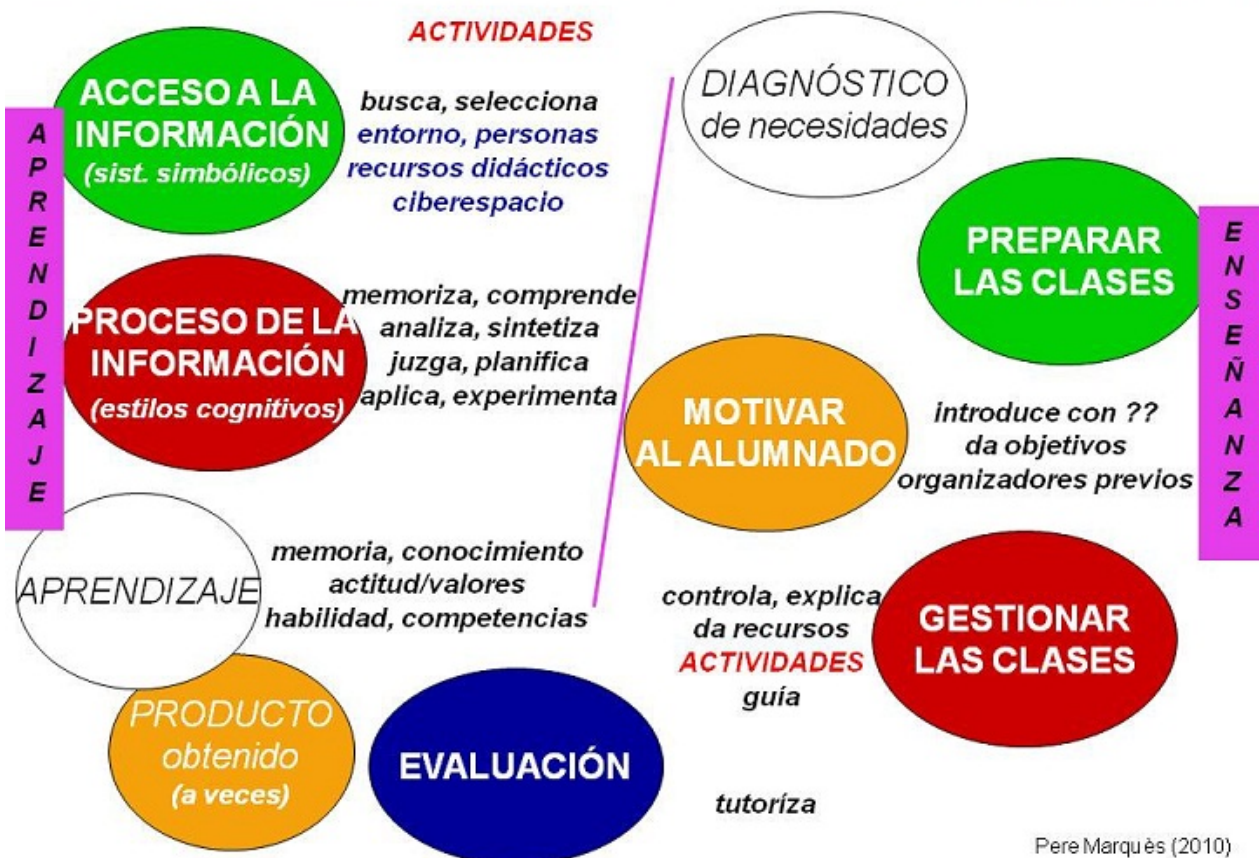 ACTIVIDADES
APRENDIZAJE
ACCESO A LA
INFORMACIÓN
(sist. simbólicos)
busca, selecciona
entorno, personas
recursos didácticos
ciberespacio
PROCESO DE LA
INFORMACIÓN
(estilos cognitivos)
memoriza, comprende
analiza, sintetiza
juzga, planifica
aplica, experimenta
APRENDIZAJE
memoria, conocimiento
actitud/valores
habilidad, competencias
PRODUCTO
obtenido
(a veces)
EVALUACIÓN
DIAGNÓSTICO
de necesidades
ENSEÑANZA
PREPARAR
LAS CLASES
MOTIVAR
AL ALUMNADO
introduce con ??
da objetivos
organizadores previos
controla, explica
da recursos
ACTIVIDADES
guía
GESTIONAR
LAS CLASES
tutoríza
Pere Marquès (2010)